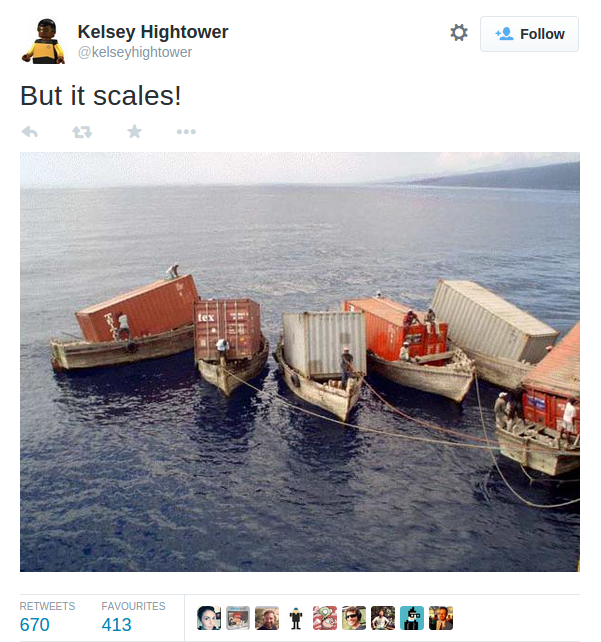 Kelsey Hightower
@kelseyhightower
Follow
But it scales!
tex
RETWEETS
FAVOURITES
670
413